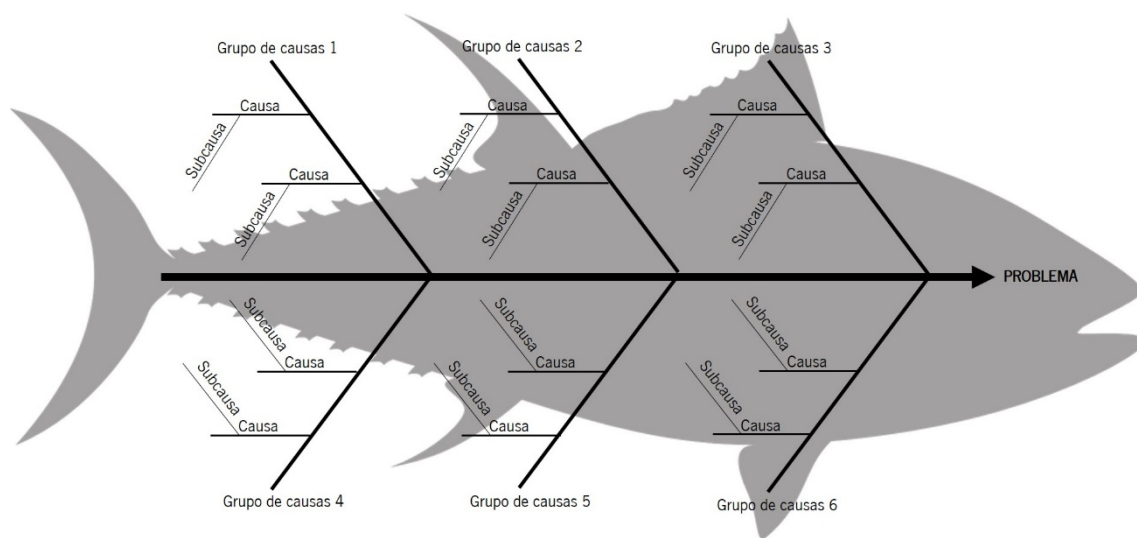 Grupo de causas 1
Causa
Subcausa
Causa
Subcausa
Grupo de causas 2
Causa
Subcausa
Causa
Subcausa
Grupo de causas 3
Causa
Subcausa
Causa
Subcausa
PROBLEMA
Subcausa
Causa
Subcausa
Causa
Grupo de causas 4
Subcausa
Causa
Subcausa
Causa
Grupo de causas 5
Subcausa
Causa
Subcausa
Causa
Grupo de causas 6